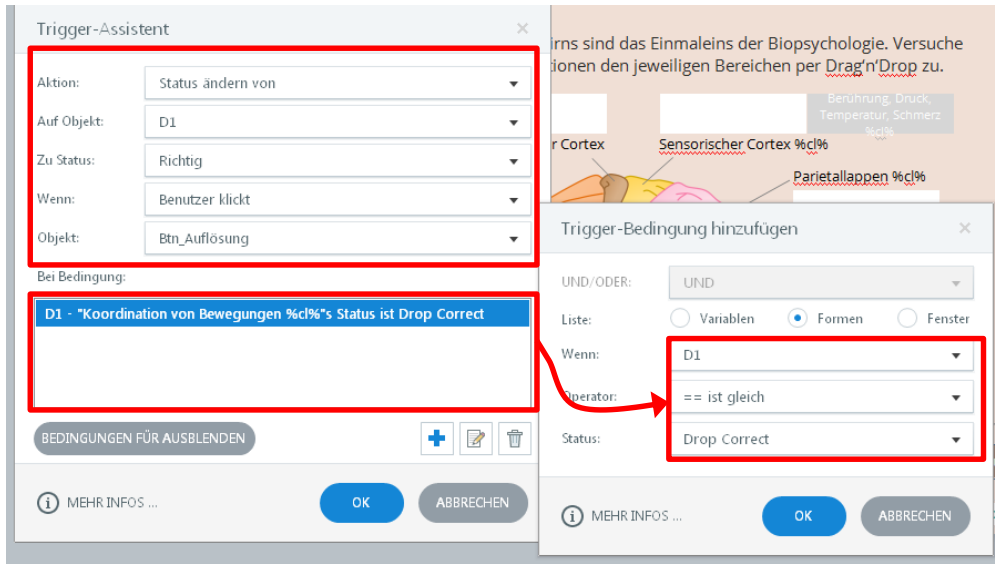 Trigger-Assistent
Aktion:
Status ändern von
Auf Objekt:
D1
Zu Status:
Richtig
Wenn:
Benutzer klickt
Objekt:
Btn_Auflösung
Bei Bedingung:
D1 - "Koordination von Bewegungen %cl%"s Status ist Drop Correct
BEDINGUNGEN FÜR AUSBLENDEN
MEHR INFOS ...
OK
ABBRECHEN
irns sind das Einmaleins der Biopsychologie. Versuche
tionen den jeweiligen Bereichen per Drag'n'Drop zu.
Berührung, Druck,
Temperatur, Schmerz
%cl%
r Cortex
Sensorischer Cortex %cl%
Parietallappen %cl%
Trigger-Bedingung hinzufügen
UND/ODER:
UND
Liste:
Variablen
Formen
Fenster
Wenn:
D1
Operator:
== ist gleich
Status:
Drop Correct
MEHR INFOS ...
OK
ABBRECHEN